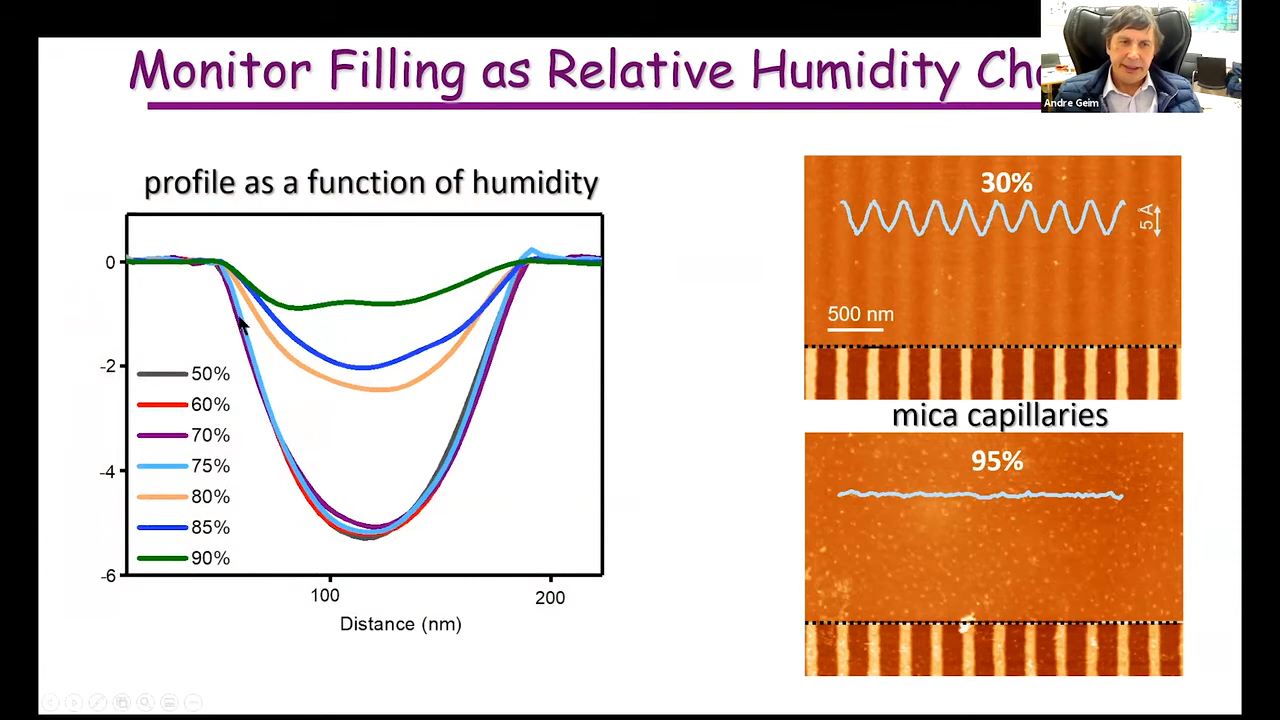 Monitor Filling as Relative Humidity Ch
Andre Geim
profile as a function of humidity
0
-2
-4
-6
50%
60%
70%
75%
80%
85%
90%
100
200
Distance (nm)
30%
5 Å
500 nm
mica capillaries
95%